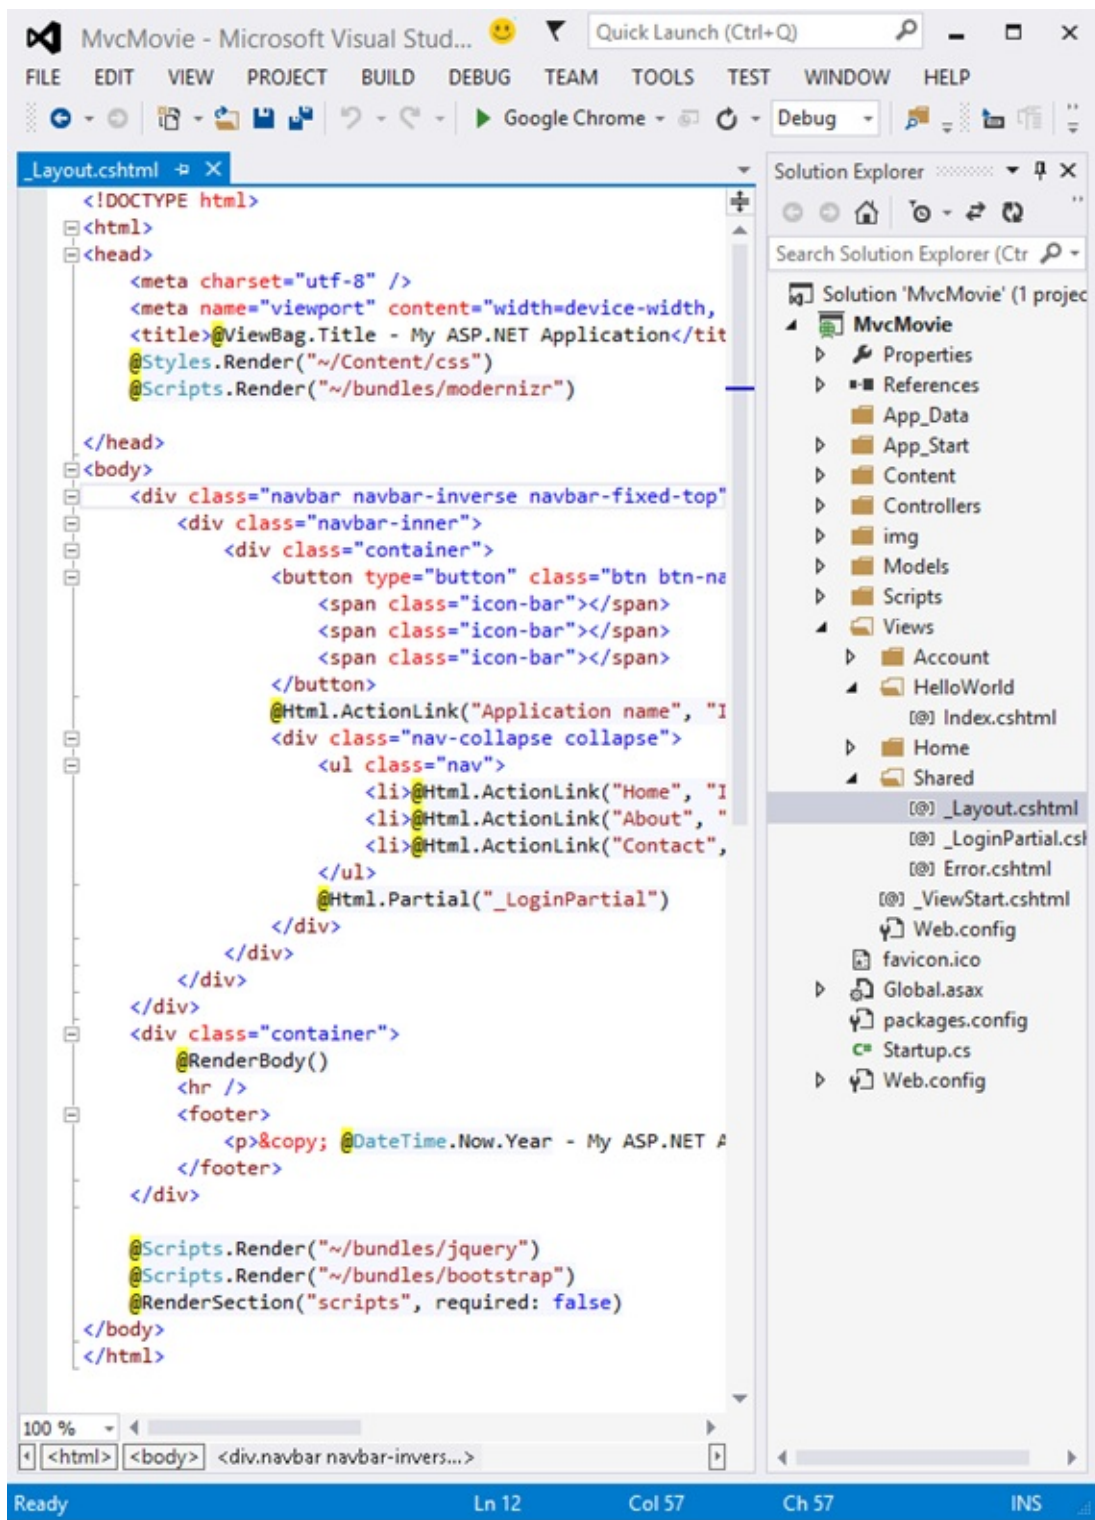 MvcMovie - Microsoft Visual Stud...
Quick Launch (Ctrl+Q)
FILE EDIT VIEW PROJECT BUILD DEBUG TEAM TOOLS TEST WINDOW HELP
Google Chrome
Debug
_Layout.cshtml
<!DOCTYPE html>
<html>
<head>
<meta charset="utf-8" />
<meta name="viewport" content="width=device-width,
<title>@ViewBag.Title - My ASP.NET Application</tit
@Styles.Render("~/Content/css")
@Scripts.Render("~/bundles/modernizr")
</head>
<body>
<div class="navbar navbar-inverse navbar-fixed-top"
<div class="navbar-inner">
<div class="container">
<button type="button" class="btn btn-na
<span class="icon-bar"></span>
<span class="icon-bar"></span>
<span class="icon-bar"></span>
</button>
@Html.ActionLink("Application name", "I
<div class="nav-collapse collapse">
<ul class="nav">
<li>@Html.ActionLink("Home", "I
<li>@Html.ActionLink("About", "
<li>@Html.ActionLink("Contact",
</ul>
@Html.Partial("_LoginPartial")
</div>
</div>
</div>
</div>
<div class="container">
@RenderBody()
<hr />
<footer>
<p>&copy; @DateTime.Now.Year - My ASP.NET A
</footer>
</div>
@Scripts.Render("~/bundles/jquery")
@Scripts.Render("~/bundles/bootstrap")
@RenderSection("scripts", required: false)
</body>
</html>
100 %
<html> <body> <div.navbar navbar-invers...>
Solution Explorer
Search Solution Explorer (Ctr
Solution 'MvcMovie' (1 projec
MvcMovie
Properties
References
App_Data
App_Start
Content
Controllers
img
Models
Scripts
Views
Account
HelloWorld
[@] Index.cshtml
Home
Shared
[@] _Layout.cshtml
[@] _LoginPartial.csh
[@] Error.cshtml
[@] _ViewStart.cshtml
Web.config
favicon.ico
Global.asax
packages.config
C# Startup.cs
Web.config
Ready Ln 12 Col 57 Ch 57 INS